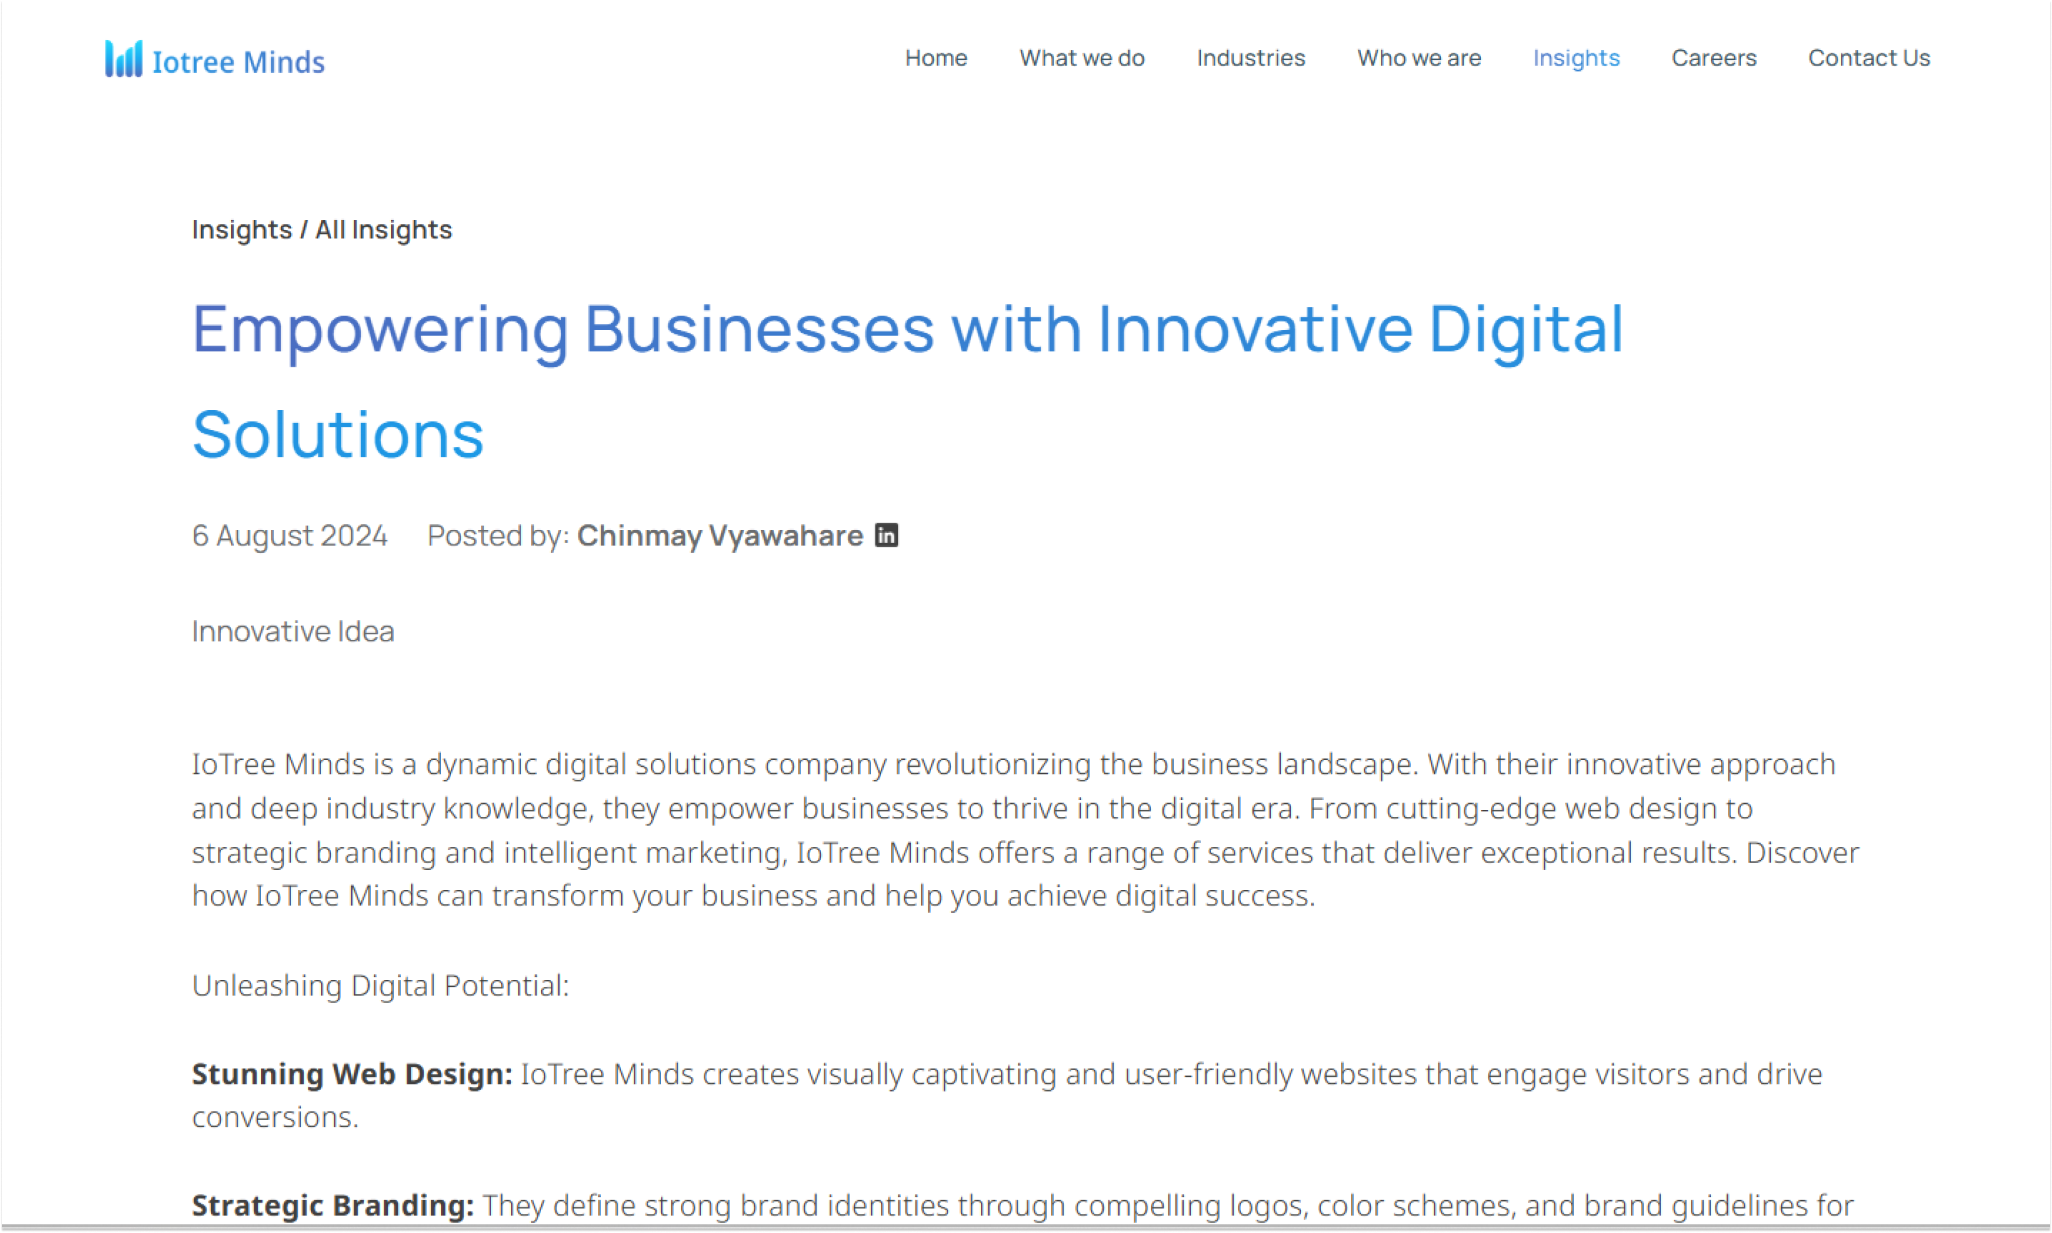 Iotree Minds
Home What we do Industries Who we are Insights Careers Contact Us
Insights / All Insights
Empowering Businesses with Innovative Digital
Solutions
6 August 2024 Posted by: Chinmay Vyawahare in
Innovative Idea
IoTree Minds is a dynamic digital solutions company revolutionizing the business landscape. With their innovative approach
and deep industry knowledge, they empower businesses to thrive in the digital era. From cutting-edge web design to
strategic branding and intelligent marketing, IoTree Minds offers a range of services that deliver exceptional results. Discover
how IoTree Minds can transform your business and help you achieve digital success.
Unleashing Digital Potential:
Stunning Web Design: IoTree Minds creates visually captivating and user-friendly websites that engage visitors and drive
conversions.
Strategic Branding: They define strong brand identities through compelling logos, color schemes, and brand guidelines for